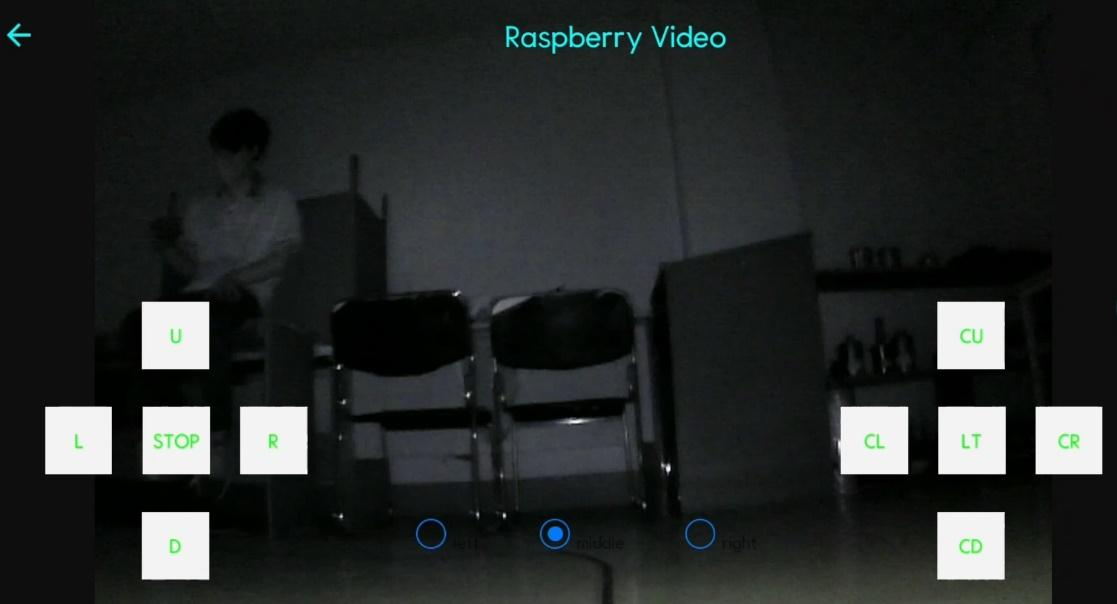 Raspberry Video
U
CU
L
STOP
R
CL
LT
CR
left
middle
right
D
CD